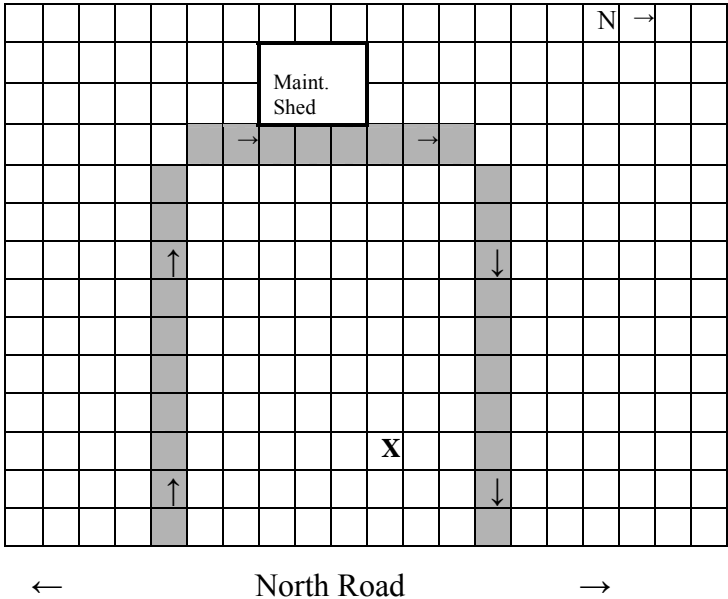 N →
Maint.
Shed
→ →
↑ ↓
X
↑ ↓
← North Road →